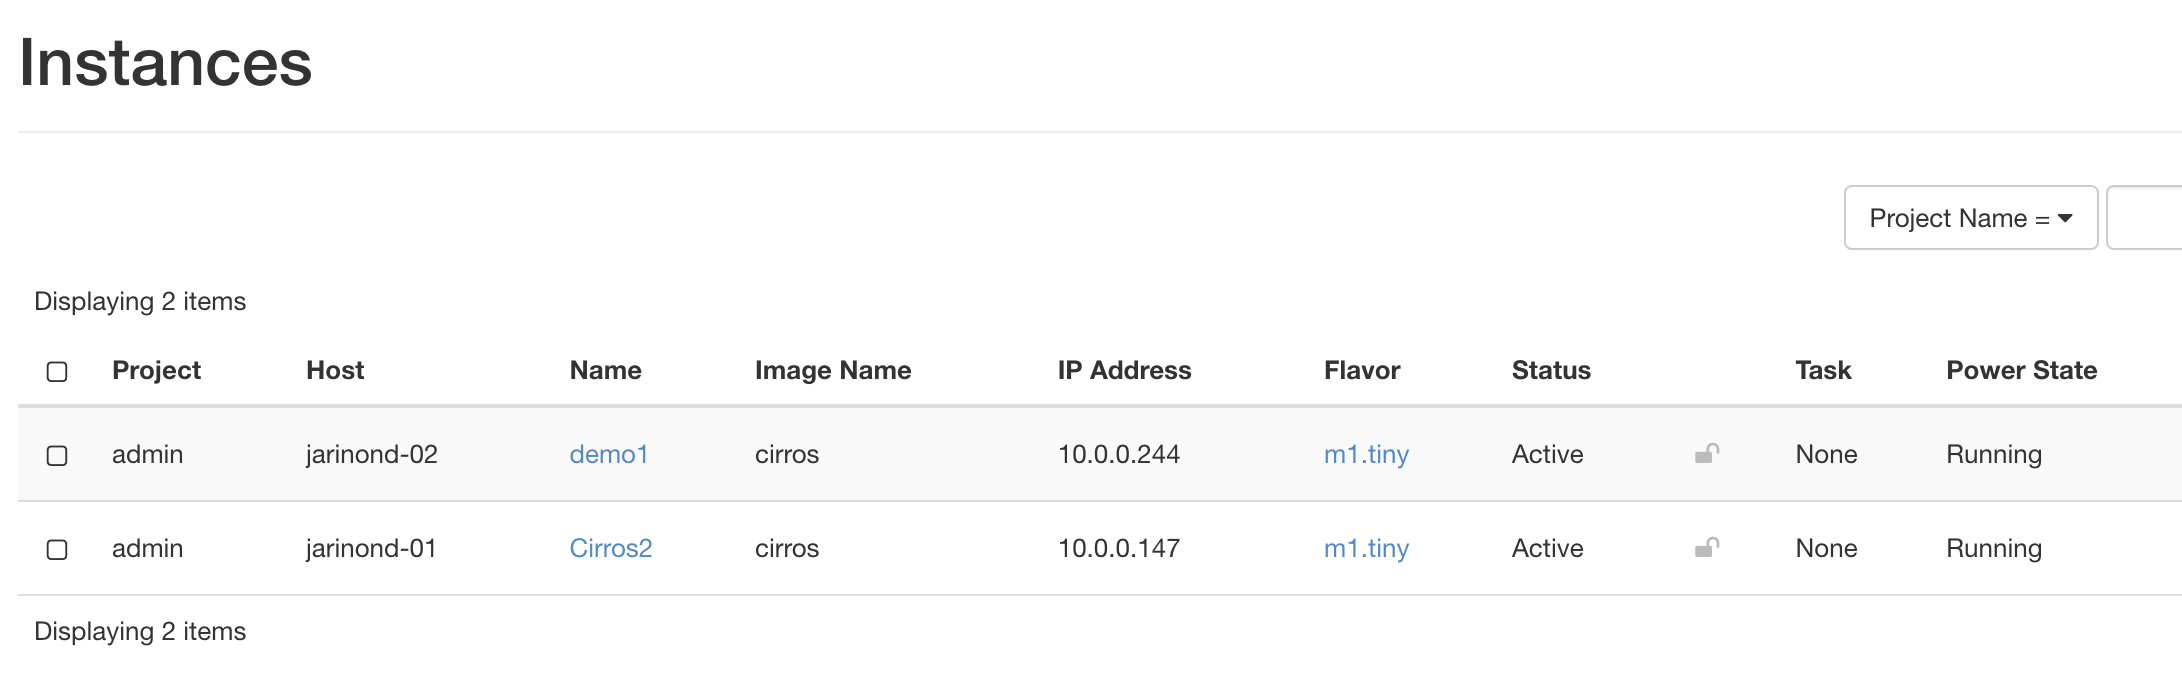 Instances
Project Name =
Displaying 2 items
Project Host Name Image Name IP Address Flavor Status Task Power State
admin jarinond-02 demo1 cirros 10.0.0.244 m1.tiny Active None Running
admin jarinond-01 Cirros2 cirros 10.0.0.147 m1.tiny Active None Running
Displaying 2 items